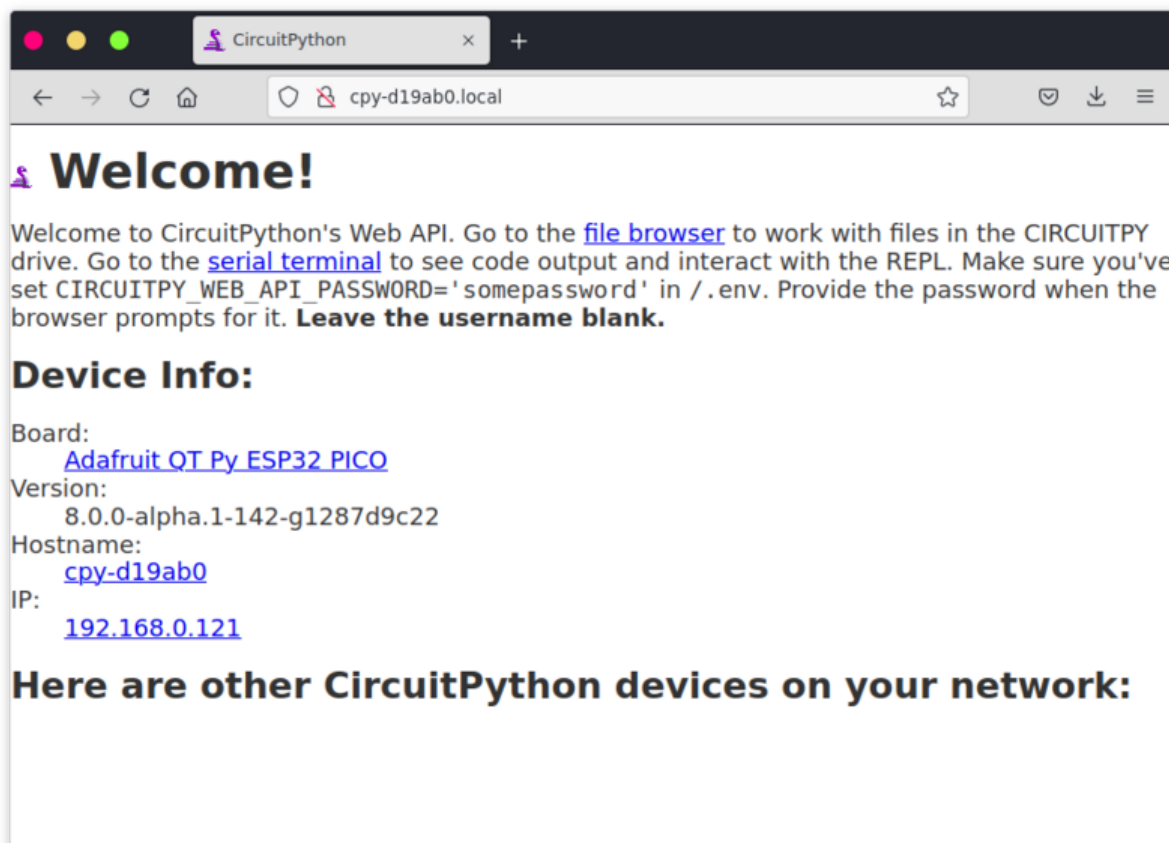 CircuitPython
cpy-d19ab0.local
Welcome!
Welcome to CircuitPython's Web API. Go to the file browser to work with files in the CIRCUITPY
drive. Go to the serial terminal to see code output and interact with the REPL. Make sure you've
set CIRCUITPY_WEB_API_PASSWORD='somepassword' in /.env. Provide the password when the
browser prompts for it. Leave the username blank.
Device Info:
Board:
Adafruit QT Py ESP32 PICO
Version:
8.0.0-alpha.1-142-g1287d9c22
Hostname:
cpy-d19ab0
IP:
192.168.0.121
Here are other CircuitPython devices on your network: